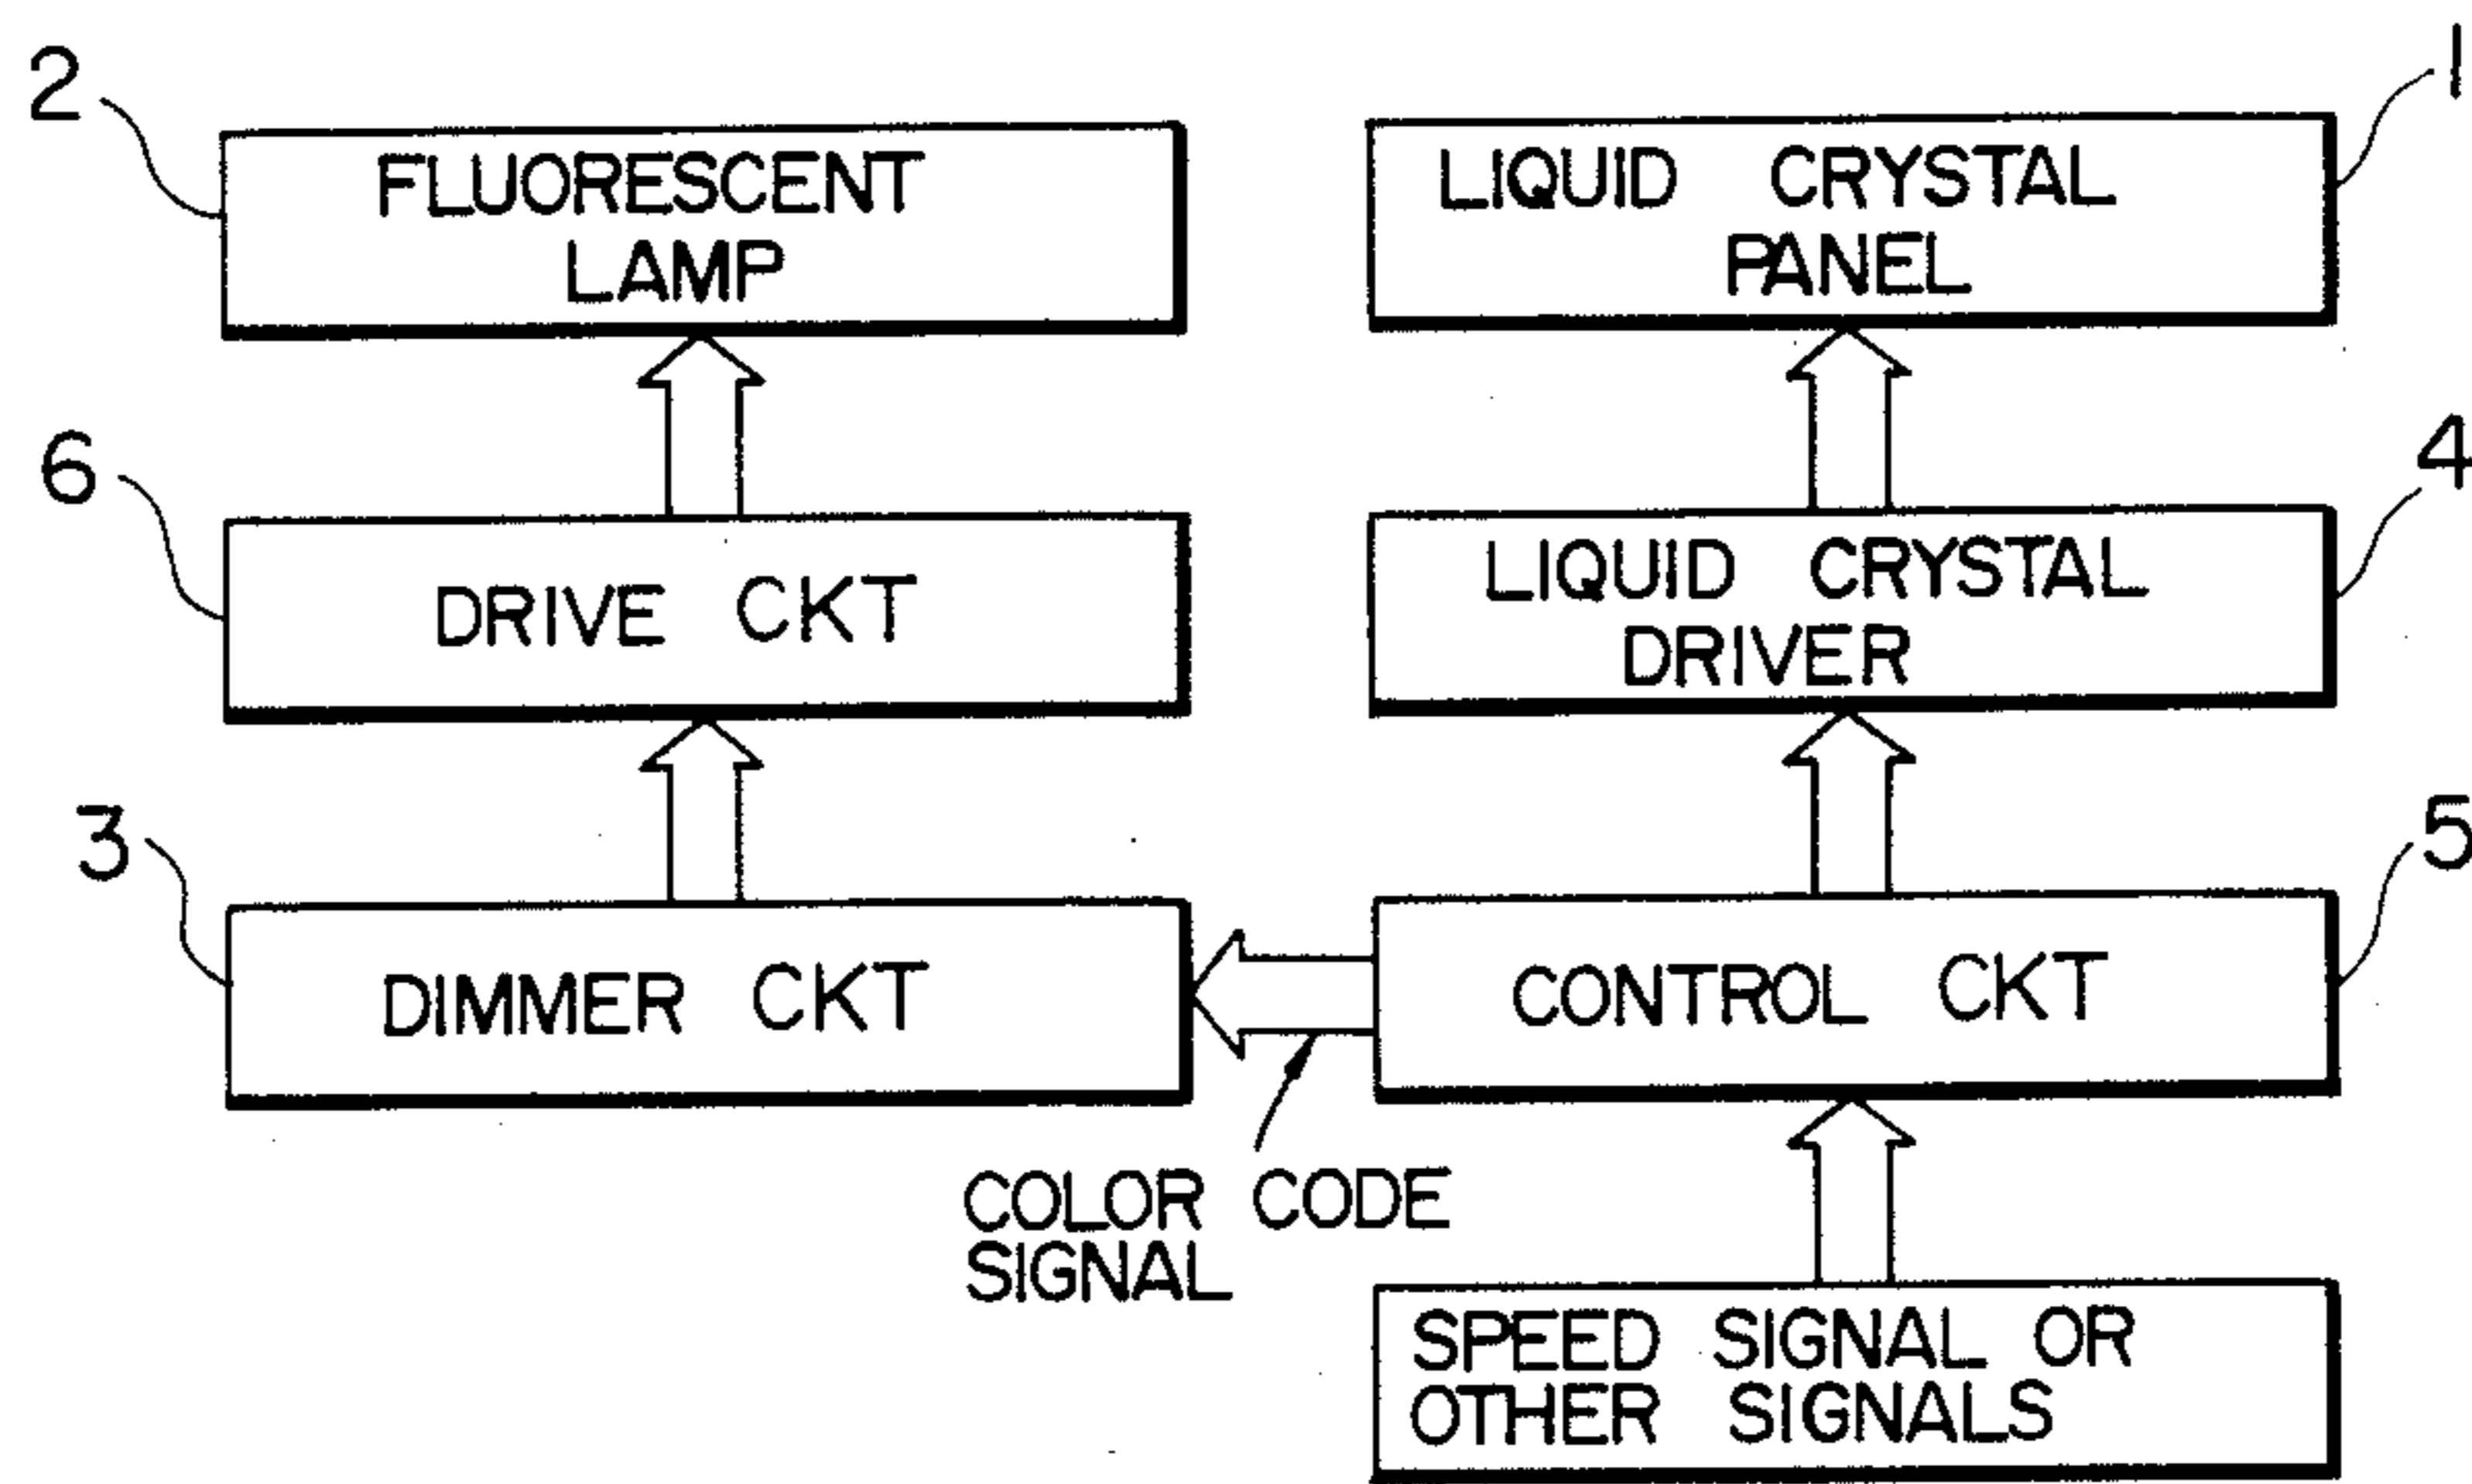 2
FLUORESCENT
LAMP
1
LIQUID CRYSTAL
PANEL
6
DRIVE CKT
4
LIQUID CRYSTAL
DRIVER
3
DIMMER CKT
5
CONTROL CKT
COLOR CODE
SIGNAL
SPEED SIGNAL OR
OTHER SIGNALS